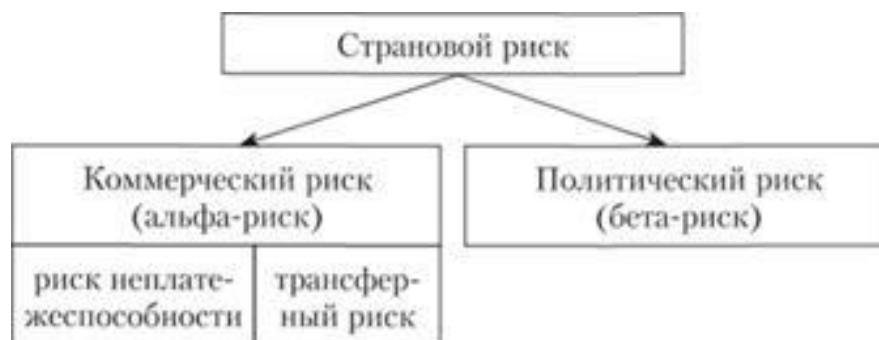 Страновой риск
Коммерческий риск
(альфа-риск)
Политический риск
(бета-риск)
риск неплате-
жеспособности
трансфер-
ный риск